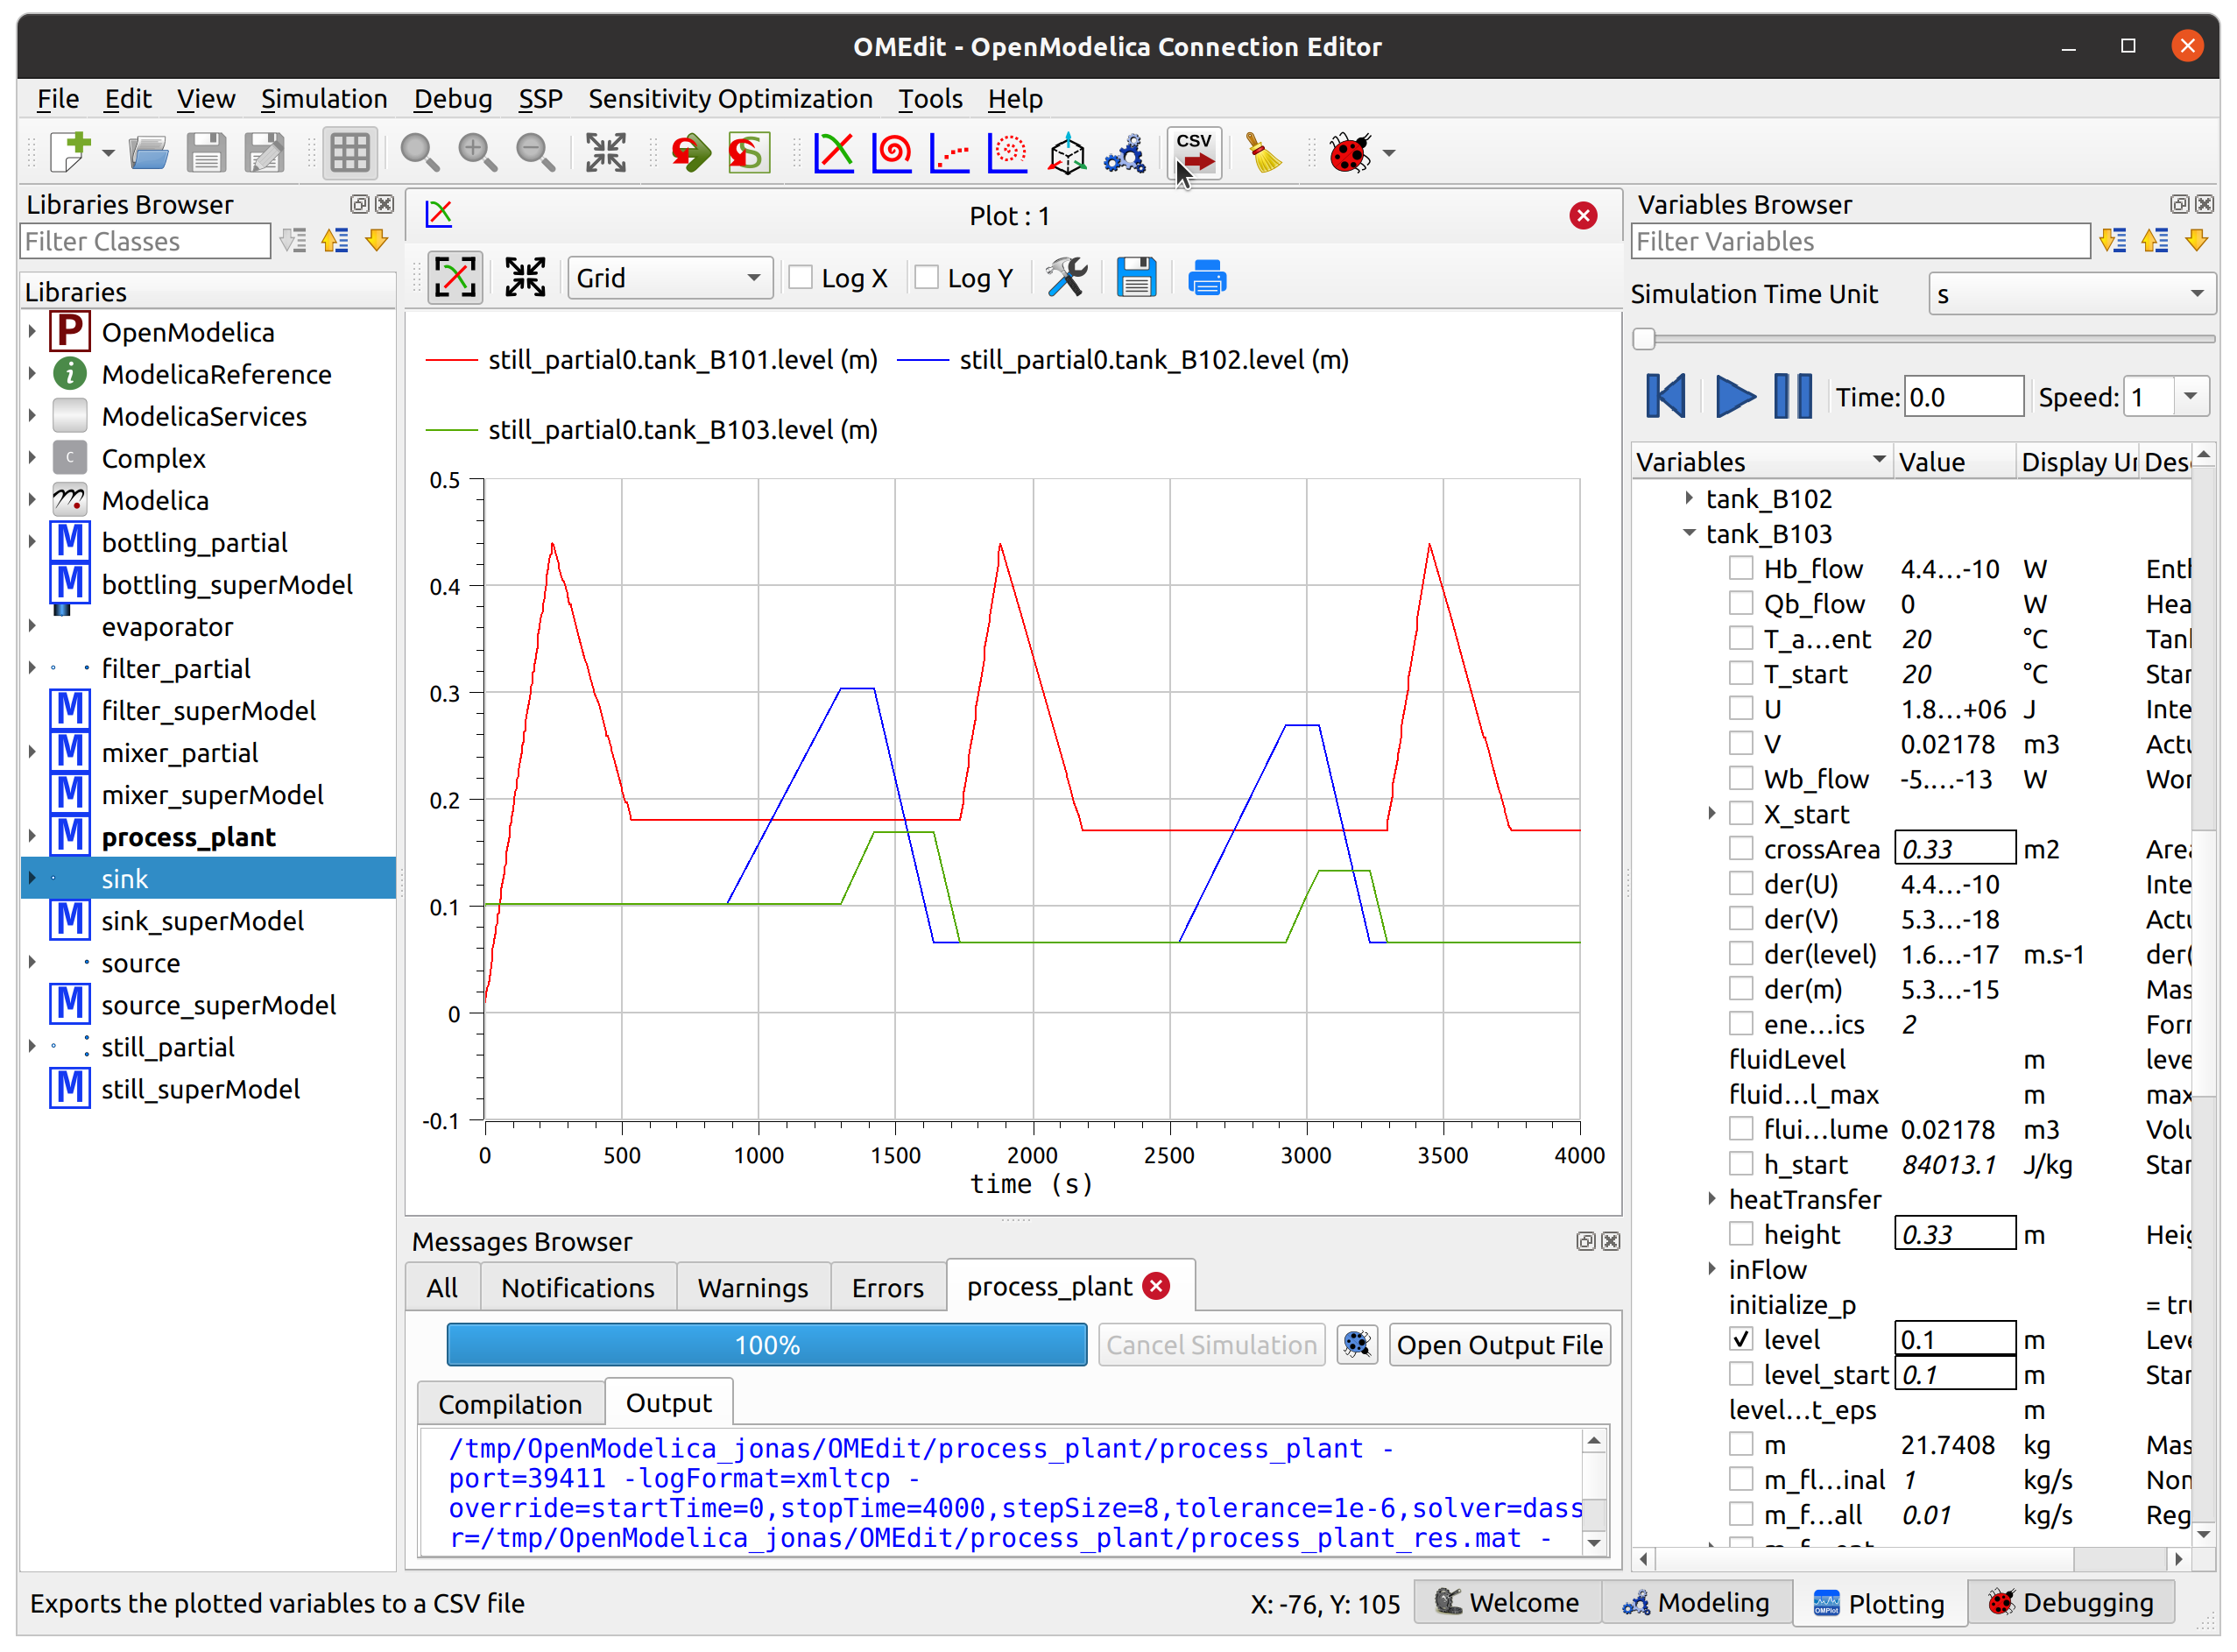 OMEdit - OpenModelica Connection Editor
File Edit View Simulation Debug SSP Sensitivity Optimization Tools Help
CSV
Libraries Browser
Filter Classes
Libraries
P OpenModelica
i ModelicaReference
ModelicaServices
C Complex
m Modelica
M bottling_partial
M bottling_superModel
evaporator
filter_partial
M filter_superModel
M mixer_partial
M mixer_superModel
M process_plant
sink
M sink_superModel
source
M source_superModel
still_partial
M still_superModel
Plot : 1
Grid Log X Log Y
still_partial0.tank_B101.level (m) still_partial0.tank_B102.level (m)
still_partial0.tank_B103.level (m)
0.5
0.4
0.3
0.2
0.1
0
-0.1
0 500 1000 1500 2000 2500 3000 3500 4000
time (s)
Messages Browser
All Notifications Warnings Errors process_plant
100% Cancel Simulation Open Output File
Compilation Output
/tmp/OpenModelica_jonas/OMEdit/process_plant/process_plant -
port=39411 -logFormat=xmltcp -
override=startTime=0,stopTime=4000,stepSize=8,tolerance=1e-6,solver=dass
r=/tmp/OpenModelica_jonas/OMEdit/process_plant/process_plant_res.mat -
Variables Browser
Filter Variables
Simulation Time Unit s
Time: 0.0 Speed: 1
Variables Value Display Ur Des
tank_B102
tank_B103
Hb_flow 4.4...-10 W Enth
Qb_flow 0 W Hea
T_a...ent 20 °C Tanl
T_start 20 °C Star
U 1.8...+06 J Inte
V 0.02178 m3 Actu
Wb_flow -5....-13 W Wor
X_start
crossArea 0.33 m2 Area
der(U) 4.4...-10 Inte
der(V) 5.3...-18 Actu
der(level) 1.6...-17 m.s-1 der(
der(m) 5.3...-15 Mas
ene...ics 2 Forr
fluidLevel m leve
fluid...l_max m max
flui...lume 0.02178 m3 Volu
h_start 84013.1 J/kg Star
heatTransfer
height 0.33 m Heig
inFlow
initialize_p = tru
level 0.1 m Leve
level_start 0.1 m Star
level...t_eps m
m 21.7408 kg Mas
m_fl...inal 1 kg/s Non
m_f...all 0.01 kg/s Reg
Exports the plotted variables to a CSV file
X: -76, Y: 105 Welcome Modeling Plotting Debugging